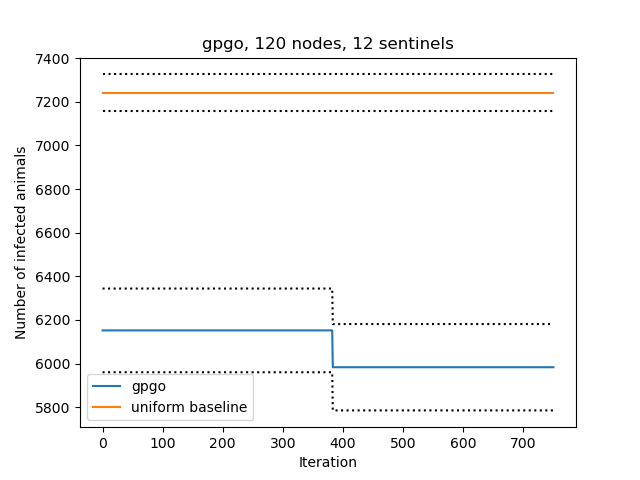 gpgo, 120 nodes, 12 sentinels
7400
7200
7000
6800
6600
6400
6200
6000
5800
Number of infected animals
gpgo
uniform baseline
0 100 200 300 400 500 600 700
Iteration